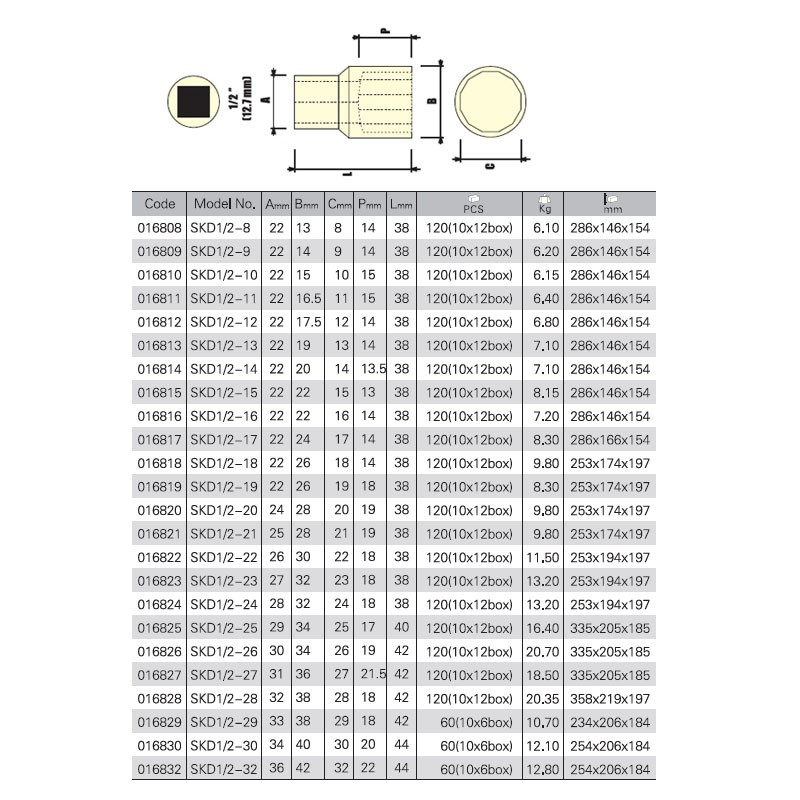 P
1/2"
(12.7mm)
A
B
C
L
Code Model No. Amm Bmm Cmm Pmm Lmm PCS Kg mm
016808 SKD1/2-8 22 13 8 14 38 120(10x12box) 6.10 286x146x154
016809 SKD1/2-9 22 14 9 14 38 120(10x12box) 6.20 286x146x154
016810 SKD1/2-10 22 15 10 15 38 120(10x12box) 6.15 286x146x154
016811 SKD1/2-11 22 16.5 11 15 38 120(10x12box) 6.40 286x146x154
016812 SKD1/2-12 22 17.5 12 14 38 120(10x12box) 6.80 286x146x154
016813 SKD1/2-13 22 19 13 14 38 120(10x12box) 7.10 286x146x154
016814 SKD1/2-14 22 20 14 13.5 38 120(10x12box) 7.10 286x146x154
016815 SKD1/2-15 22 22 15 13 38 120(10x12box) 8.15 286x146x154
016816 SKD1/2-16 22 22 16 14 38 120(10x12box) 7.20 286x146x154
016817 SKD1/2-17 22 24 17 14 38 120(10x12box) 8.30 286x166x154
016818 SKD1/2-18 22 26 18 14 38 120(10x12box) 9.80 253x174x197
016819 SKD1/2-19 22 26 19 18 38 120(10x12box) 8.30 253x174x197
016820 SKD1/2-20 24 28 20 19 38 120(10x12box) 9.80 253x174x197
016821 SKD1/2-21 25 28 21 19 38 120(10x12box) 9.80 253x174x197
016822 SKD1/2-22 26 30 22 18 38 120(10x12box) 11.50 253x194x197
016823 SKD1/2-23 27 32 23 18 38 120(10x12box) 13.20 253x194x197
016824 SKD1/2-24 28 32 24 18 38 120(10x12box) 13.20 253x194x197
016825 SKD1/2-25 29 34 25 17 40 120(10x12box) 16.40 335x205x185
016826 SKD1/2-26 30 34 26 19 42 120(10x12box) 20.70 335x205x185
016827 SKD1/2-27 31 36 27 21.5 42 120(10x12box) 18.50 335x205x185
016828 SKD1/2-28 32 38 28 18 42 120(10x12box) 20.35 358x219x197
016829 SKD1/2-29 33 38 29 18 42 60(10x6box) 10.70 234x206x184
016830 SKD1/2-30 34 40 30 20 44 60(10x6box) 12.10 254x206x184
016832 SKD1/2-32 36 42 32 22 44 60(10x6box) 12.80 254x206x184